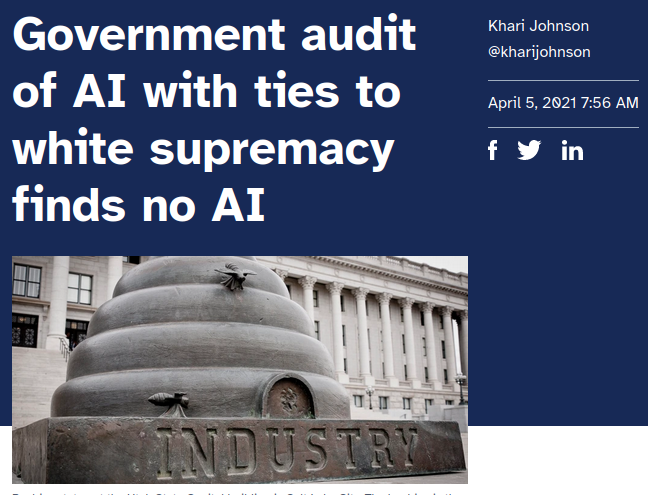 Government audit
of AI with ties to
white supremacy
finds no AI
Khari Johnson
@kharijohnson
April 5, 2021 7:56 AM
INDUSTRY